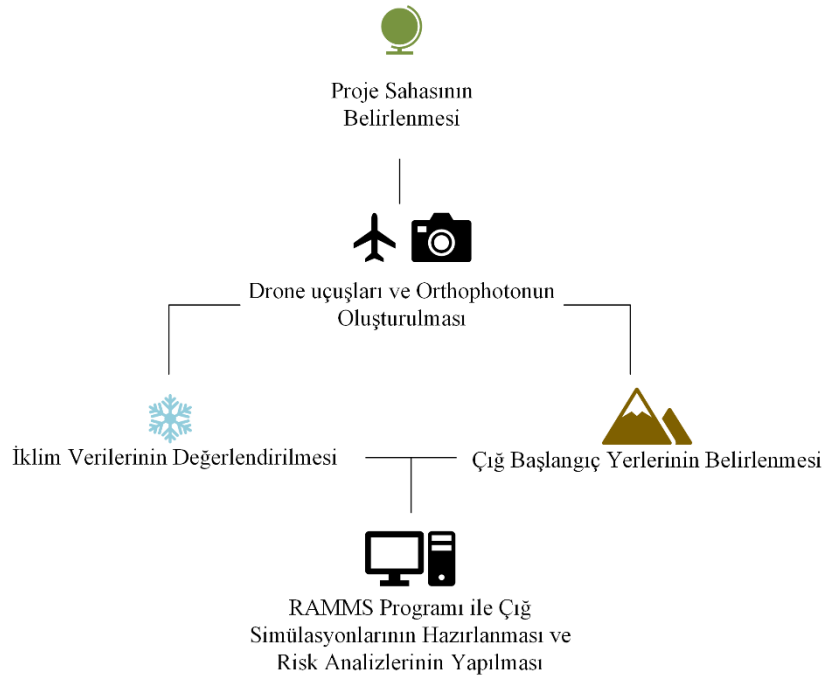 Proje Sahasının
Belirlenmesi
Drone uçuşları ve Orthophotonun
Oluşturulması
İklim Verilerinin Değerlendirilmesi
Çığ Başlangıç Yerlerinin Belirlenmesi
RAMMS Programı ile Çığ
Simülasyonlarının Hazırlanması ve
Risk Analizlerinin Yapılması